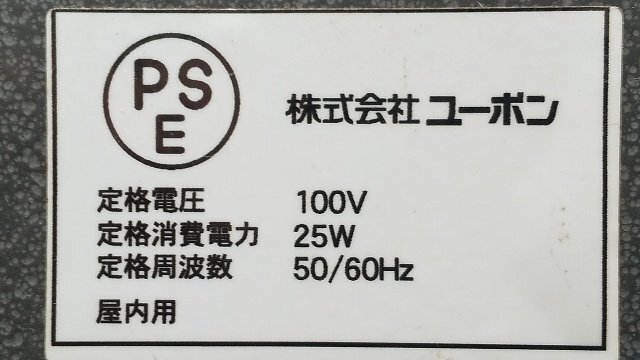 PS
E
株式会社 ユーボン
定格電圧 100V
定格消費電力 25W
定格周波数 50/60Hz
屋内用